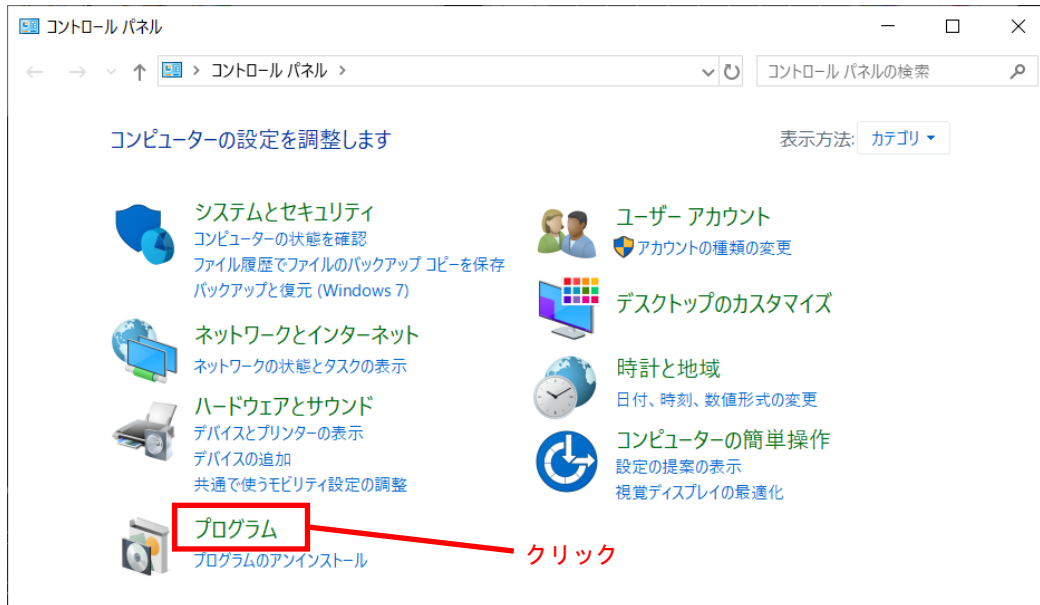 コントロール パネル
コントロール パネル
コントロール パネルの検索
コンピューターの設定を調整します
表示方法: カテゴリ
システムとセキュリティ
コンピューターの状態を確認
ファイル履歴でファイルのバックアップ コピーを保存
バックアップと復元 (Windows 7)
ネットワークとインターネット
ネットワークの状態とタスクの表示
ハードウェアとサウンド
デバイスとプリンターの表示
デバイスの追加
共通で使うモビリティ設定の調整
プログラム
プログラムのアンインストール
クリック
ユーザー アカウント
アカウントの種類の変更
デスクトップのカスタマイズ
時計と地域
日付、時刻、数値形式の変更
コンピューターの簡単操作
設定の提案の表示
視覚ディスプレイの最適化